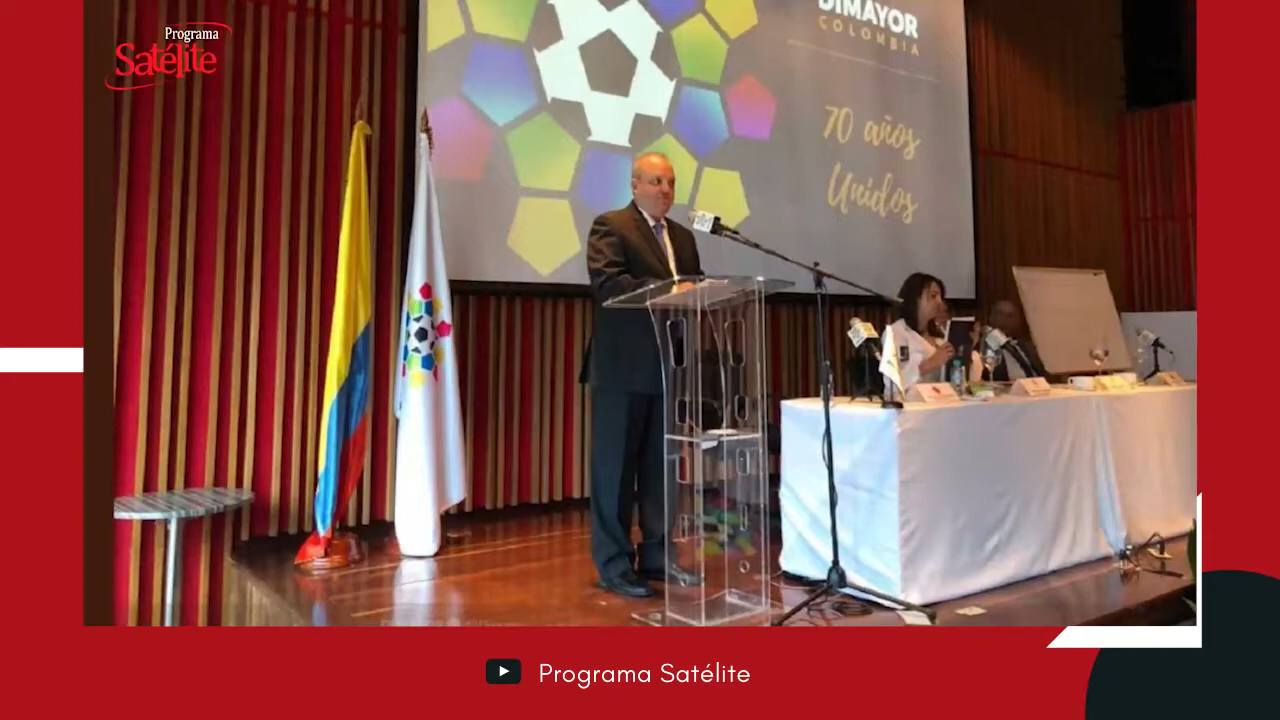 Programa
Satélite
DIMAYOR
COLOMBIA
70 años
Unidos
Programa Satélite